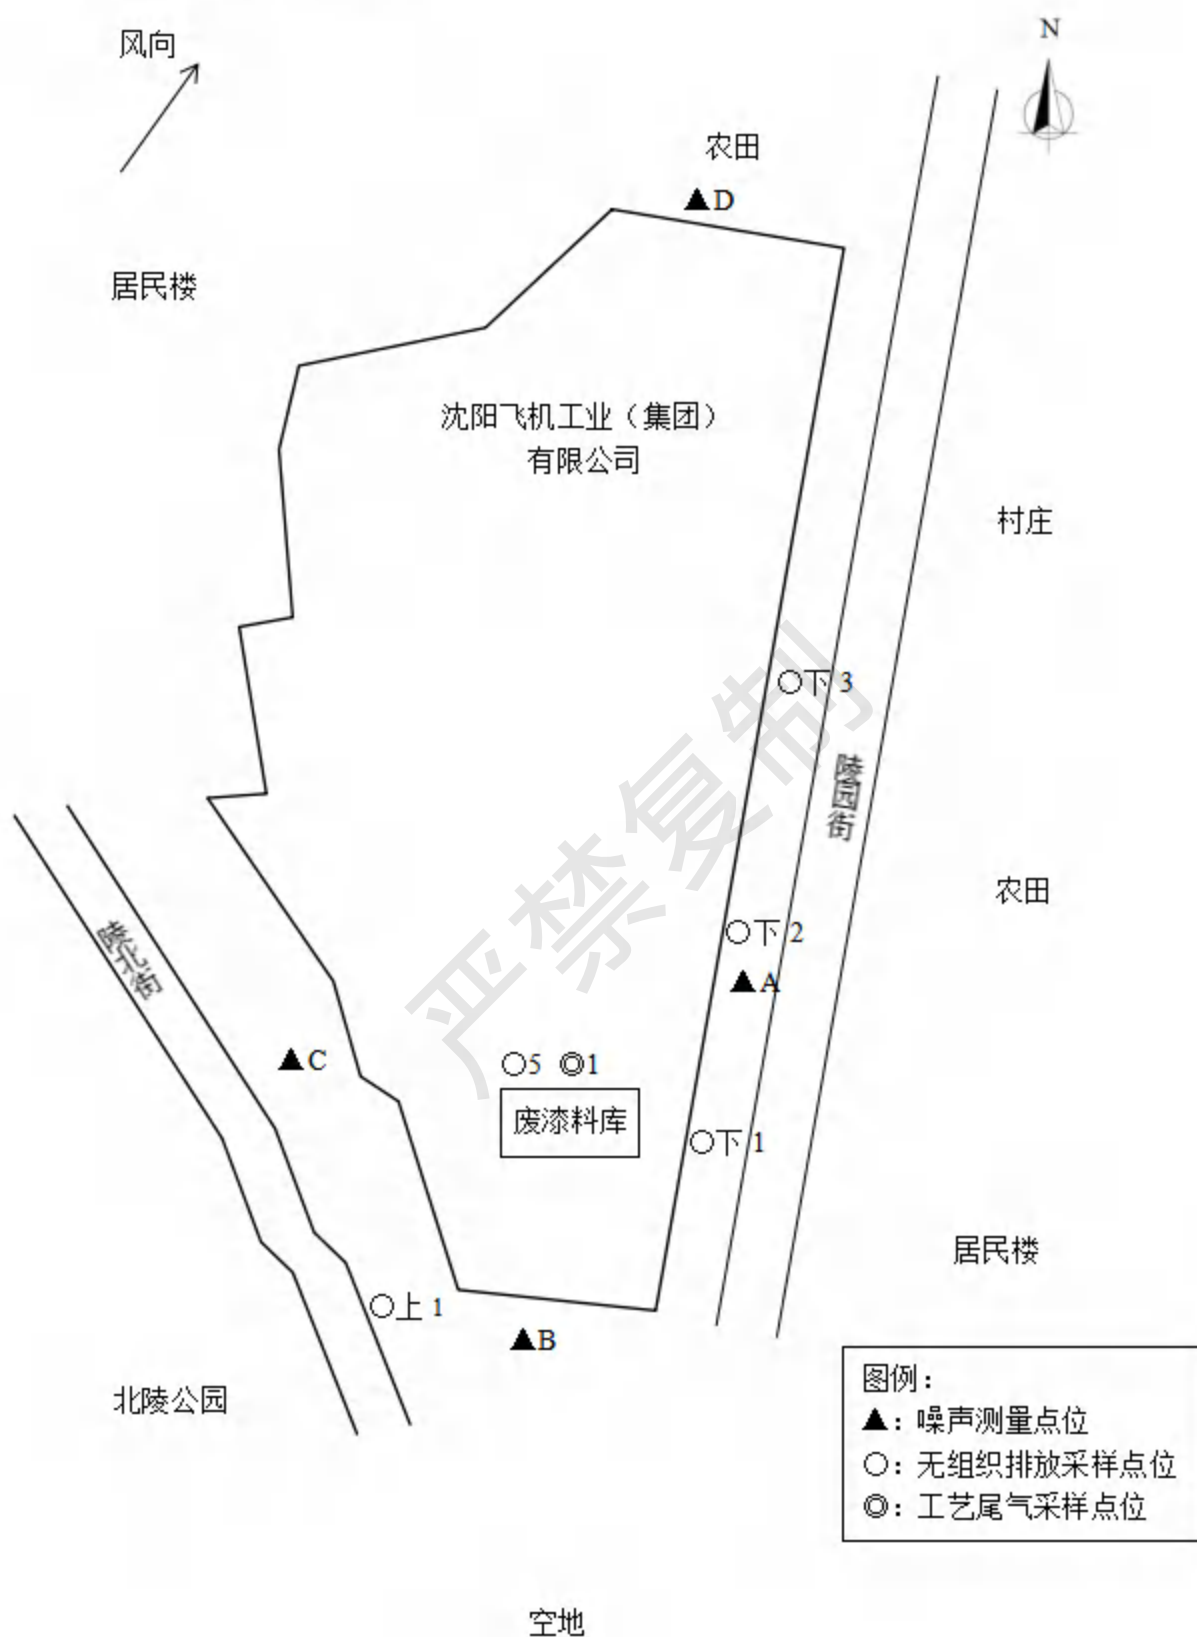 风向
N
农田
▲D
居民楼
沈阳飞机工业（集团）
有限公司
村庄
○下 3
陵园街
农田
○下 2
▲A
陵北街
▲C
○5 ◎1
废漆料库
○下 1
居民楼
○上 1
▲B
北陵公园
图例：
▲：噪声测量点位
○：无组织排放采样点位
◎：工艺尾气采样点位
空地
严禁复制